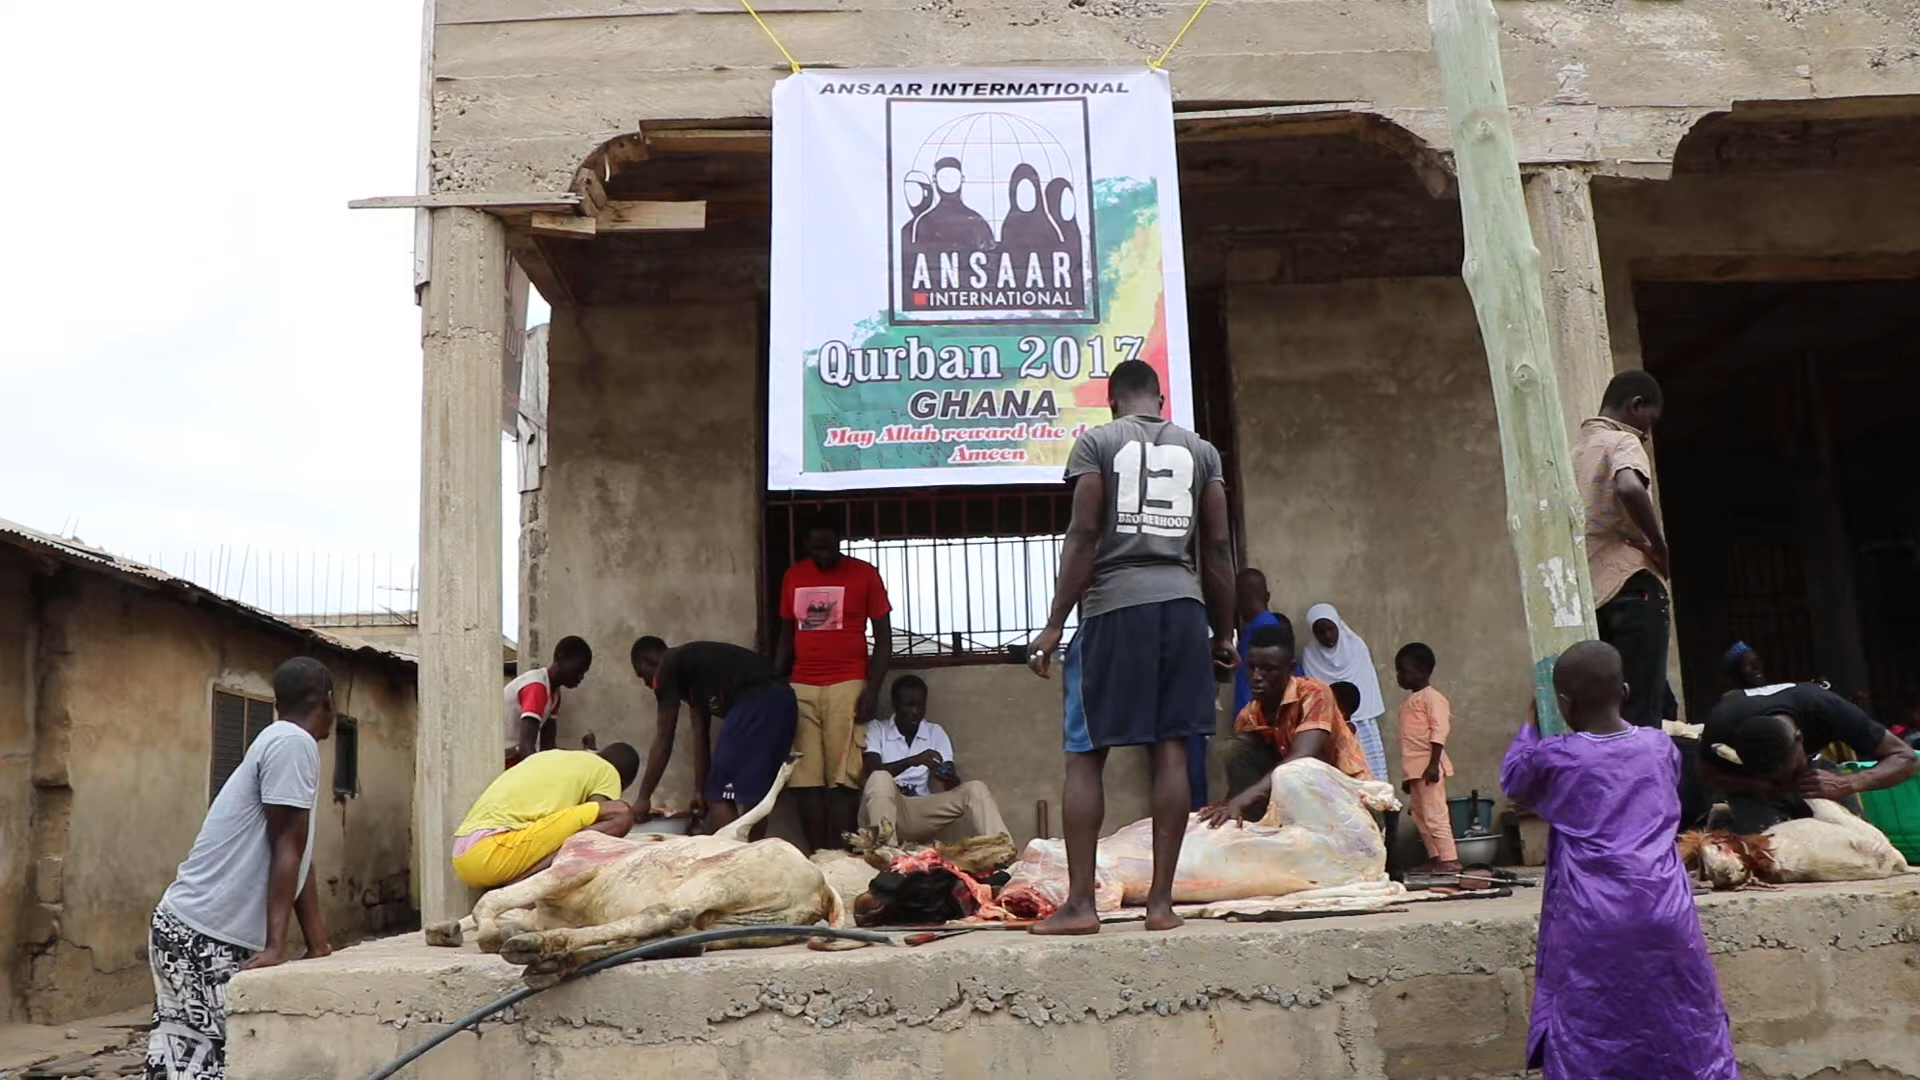 ANSAAR INTERNATIONAL
ANSAAR
INTERNATIONAL
Qurban 2017
GHANA
May Allah reward the
Ameen
13
BROTHERHOOD